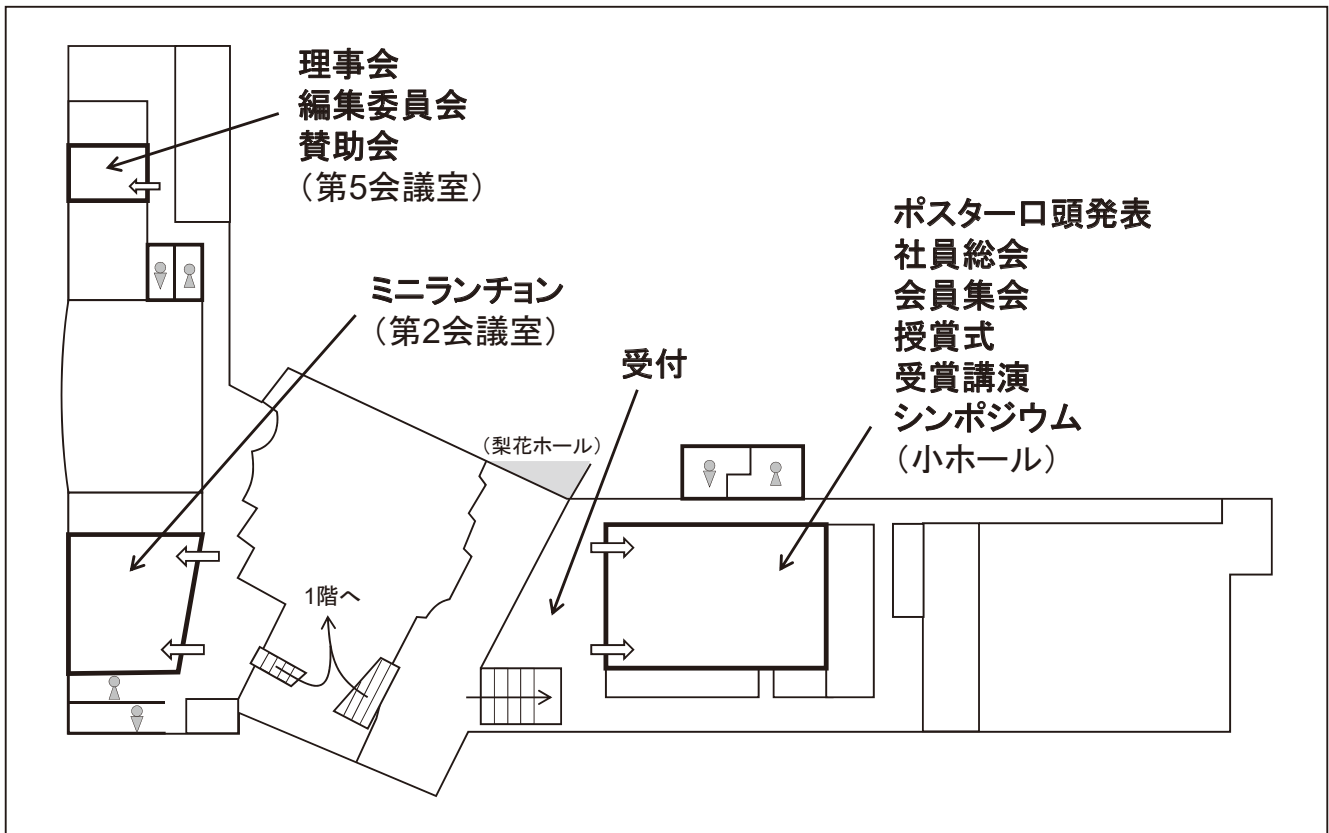 理事会
編集委員会
賛助会
（第5会議室）
ミニランチョン
（第2会議室）
受付
（梨花ホール）
1階へ
ポスター口頭発表
社員総会
会員集会
授賞式
受賞講演
シンポジウム
（小ホール）